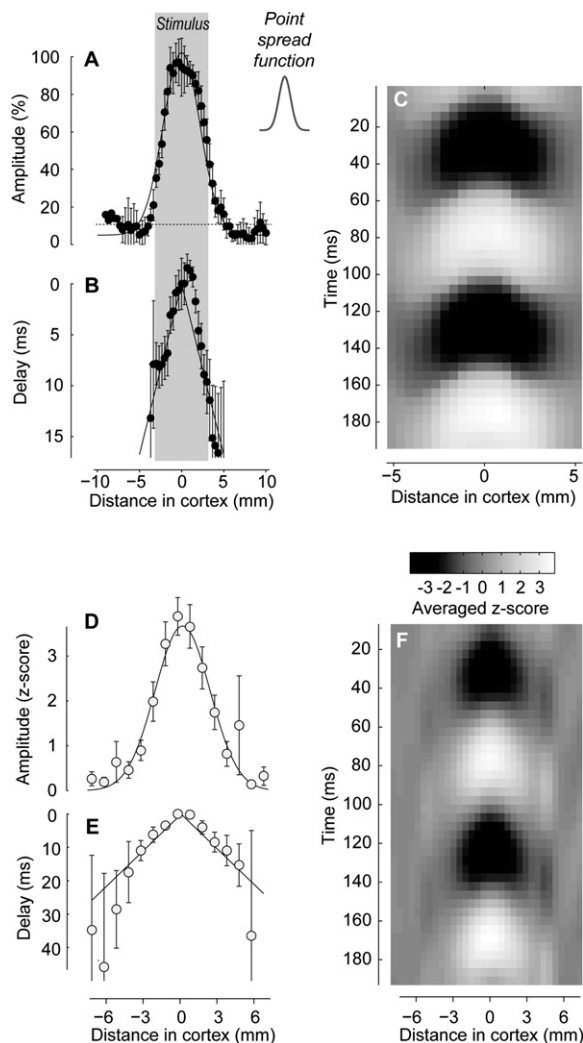 Stimulus
Point
spread
function
A
Amplitude (%)
100
80
60
40
20
0
B
Delay (ms)
0
5
10
15
−10 −5 0 5 10
Distance in cortex (mm)
C
Time (ms)
20
40
60
80
100
120
140
160
180
−5 0 5
Distance in cortex (mm)
D
Amplitude (z-score)
3
2
1
0
E
Delay (ms)
0
10
20
30
40
−6 −3 0 3 6
Distance in cortex (mm)
-3 -2 -1 0 1 2 3
Averaged z-score
F
Time (ms)
20
40
60
80
100
120
140
160
180
−6 −3 0 3 6
Distance in cortex (mm)